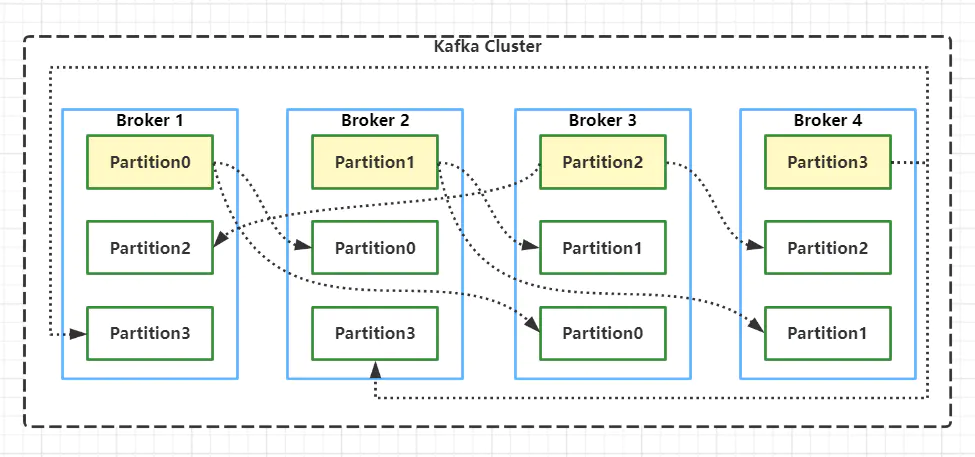 Kafka Cluster
Broker 1
Partition0
Partition2
Partition3
Broker 2
Partition1
Partition0
Partition3
Broker 3
Partition2
Partition1
Partition0
Broker 4
Partition3
Partition2
Partition1